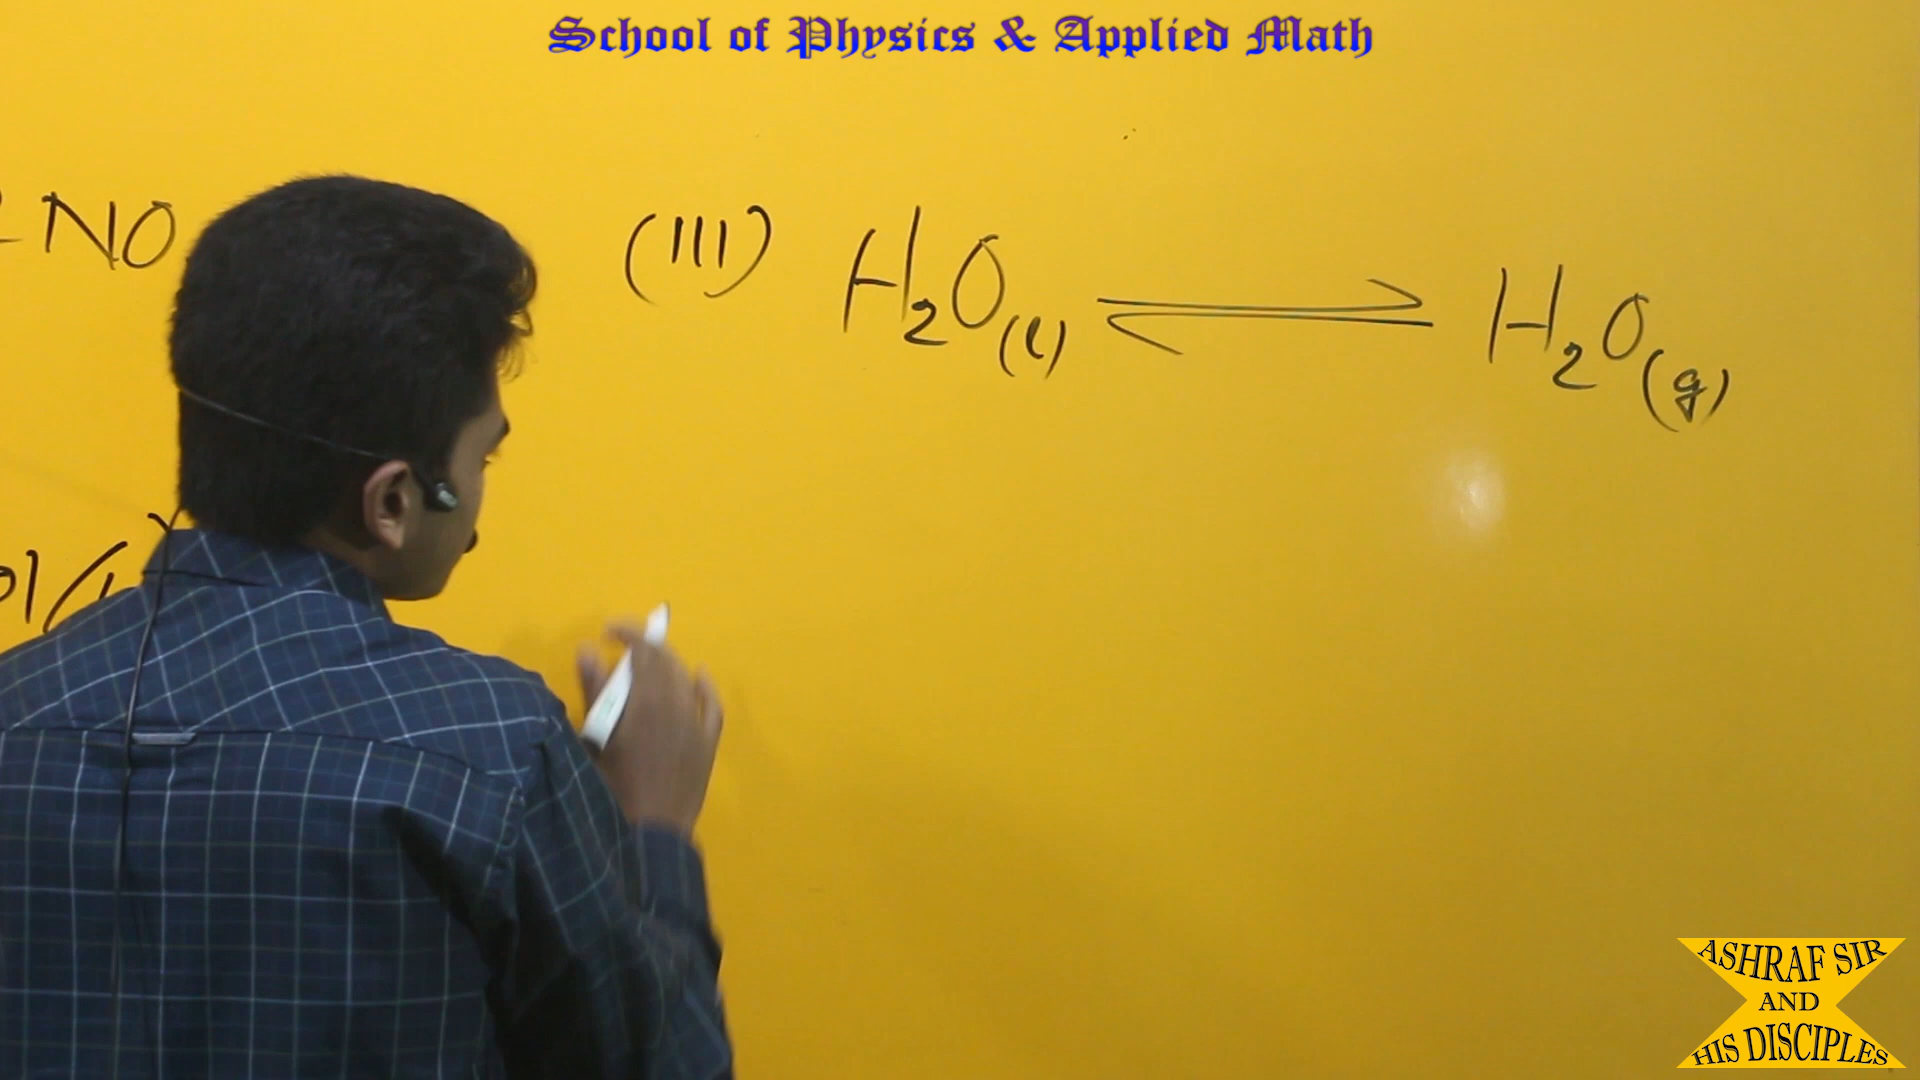 School of Physics & Applied Math
NO
(III) H₂O(l) ⇌ H₂O(g)
ASHRAF SIR
AND
HIS DISCIPLES